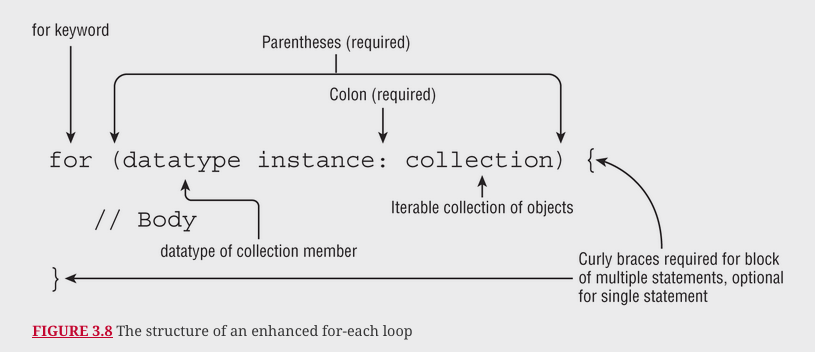 for keyword
Parentheses (required)
Colon (required)
for (datatype instance: collection) {
Iterable collection of objects
// Body
datatype of collection member
Curly braces required for block
of multiple statements, optional
for single statement
}
FIGURE 3.8 The structure of an enhanced for-each loop